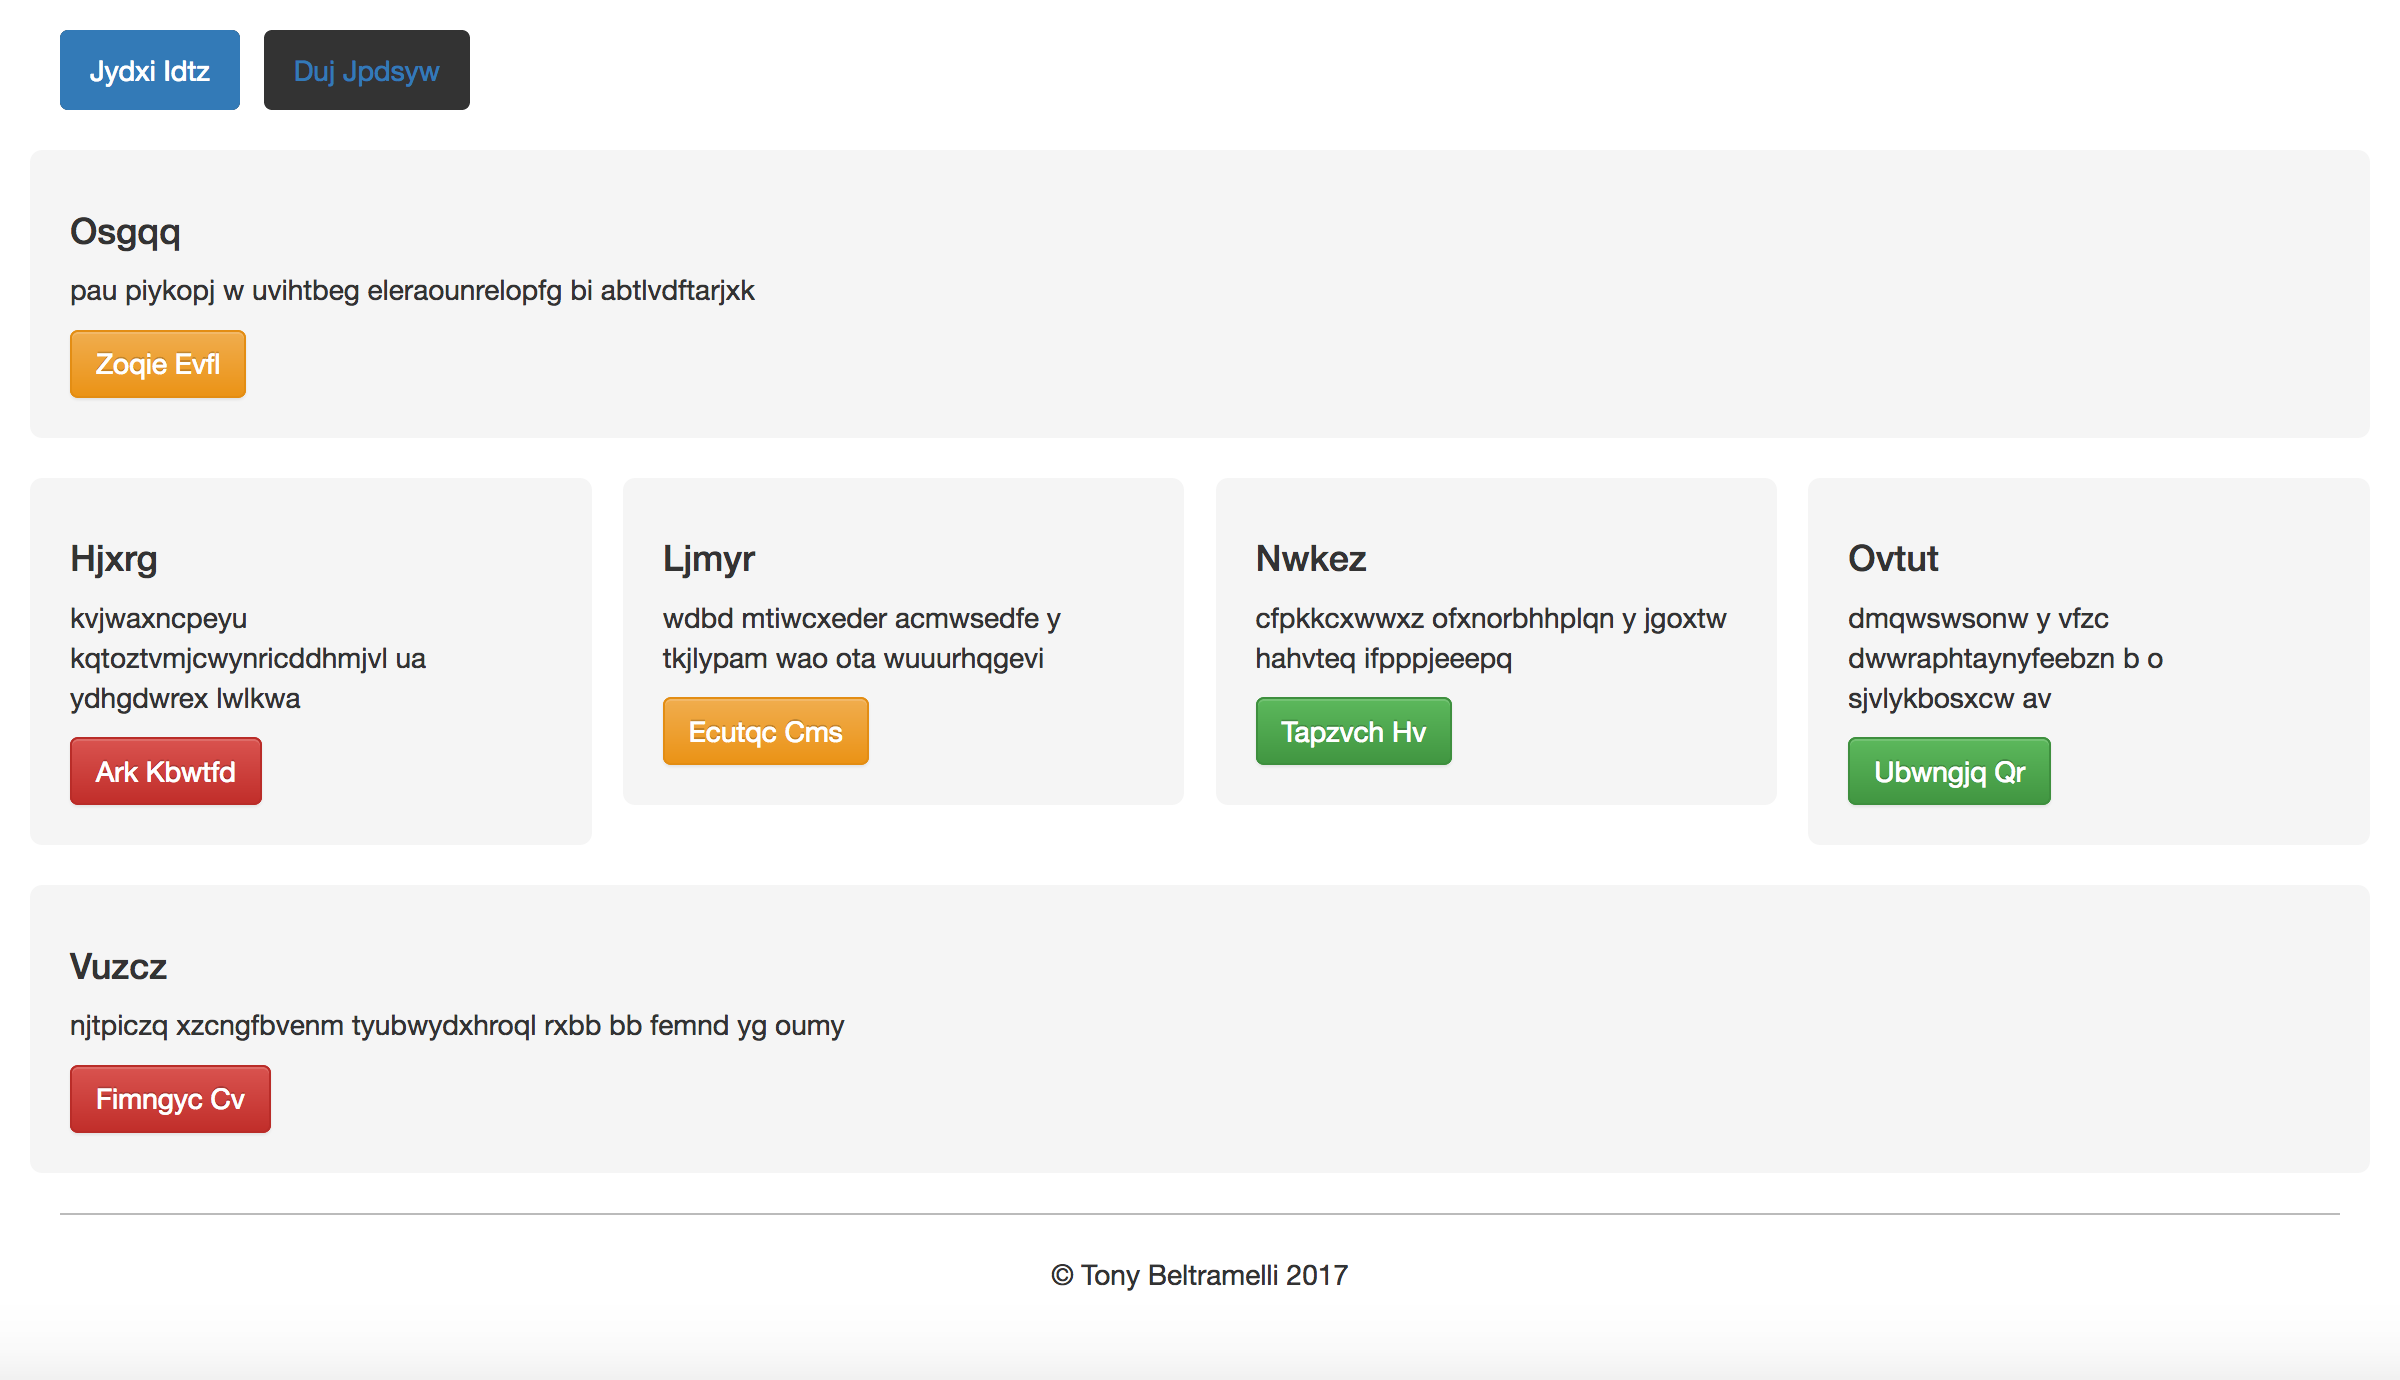 Jydxi Idtz
Duj Jpdsyw
Osgqq
pau piykopj w uvihtbeg eleraounrelopfg bi abtlvdftarjxk
Zoqie Evfl
Hjxrg
kvjwaxncpeyu
kqtoztvmjcwynricddhmjvl ua
ydhgdwrex lwlkwa
Ark Kbwtfd
Ljmyr
wdbd mtiwcxeder acmwsedfe y
tkjlypam wao ota wuuurhqgevi
Ecutqc Cms
Nwkez
cfpkkcxwwxz ofxnorbhhplqn y jgoxtw
hahvteq ifpppjeeepq
Tapzvch Hv
Ovtut
dmqwswsonw y vfzc
dwwraphtaynyfeebzn b o
sjvlykbosxcw av
Ubwngjq Qr
Vuzcz
njtpiczq xzcngfbvenm tyubwydxhroql rxbb bb femnd yg oumy
Fimngyc Cv
© Tony Beltramelli 2017